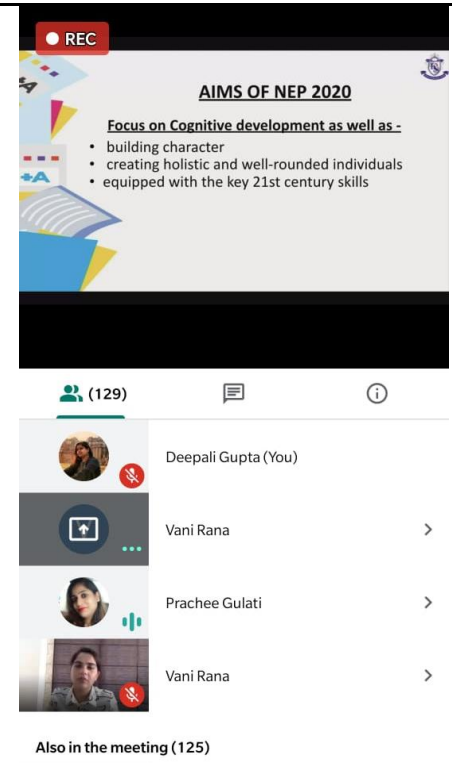 REC
AIMS OF NEP 2020
Focus on Cognitive development as well as -
• building character
• creating holistic and well-rounded individuals
• equipped with the key 21st century skills
+A
(129)
Deepali Gupta (You)
Vani Rana
Prachee Gulati
Vani Rana
Also in the meeting (125)